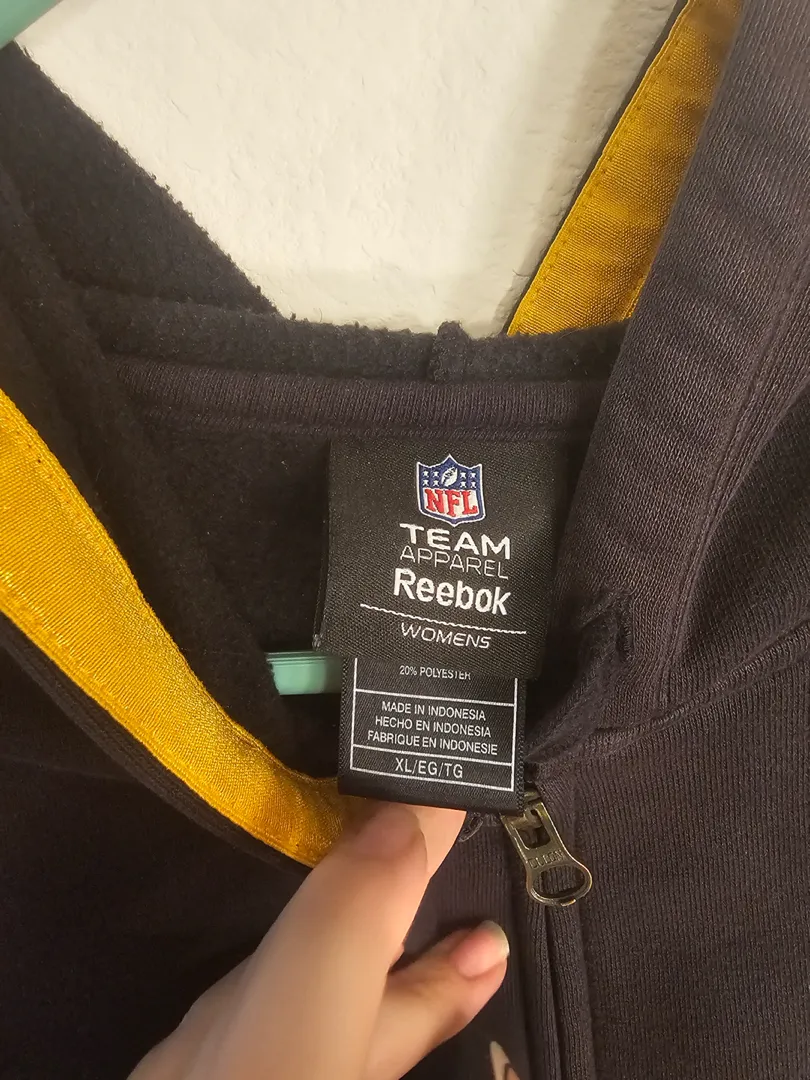 NFL
TEAM
APPAREL
Reebok
WOMENS
20% POLYESTER
MADE IN INDONESIA
HECHO EN INDONESIA
FABRIQUE EN INDONESIE
XL/EG/TG